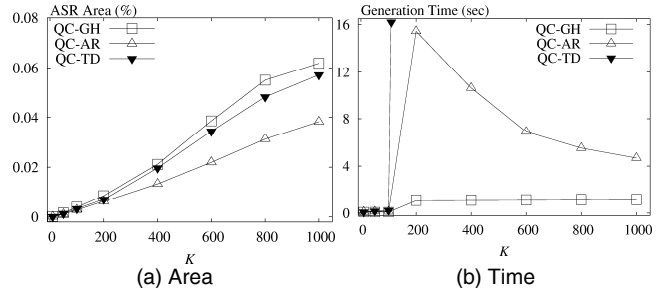 ASR Area (%)
QC-GH
QC-AR
QC-TD
0.08
0.06
0.04
0.02
0
0 200 400 600 800 1000
K
(a) Area
Generation Time (sec)
QC-GH
QC-AR
QC-TD
16
12
8
4
0
0 200 400 600 800 1000
K
(b) Time